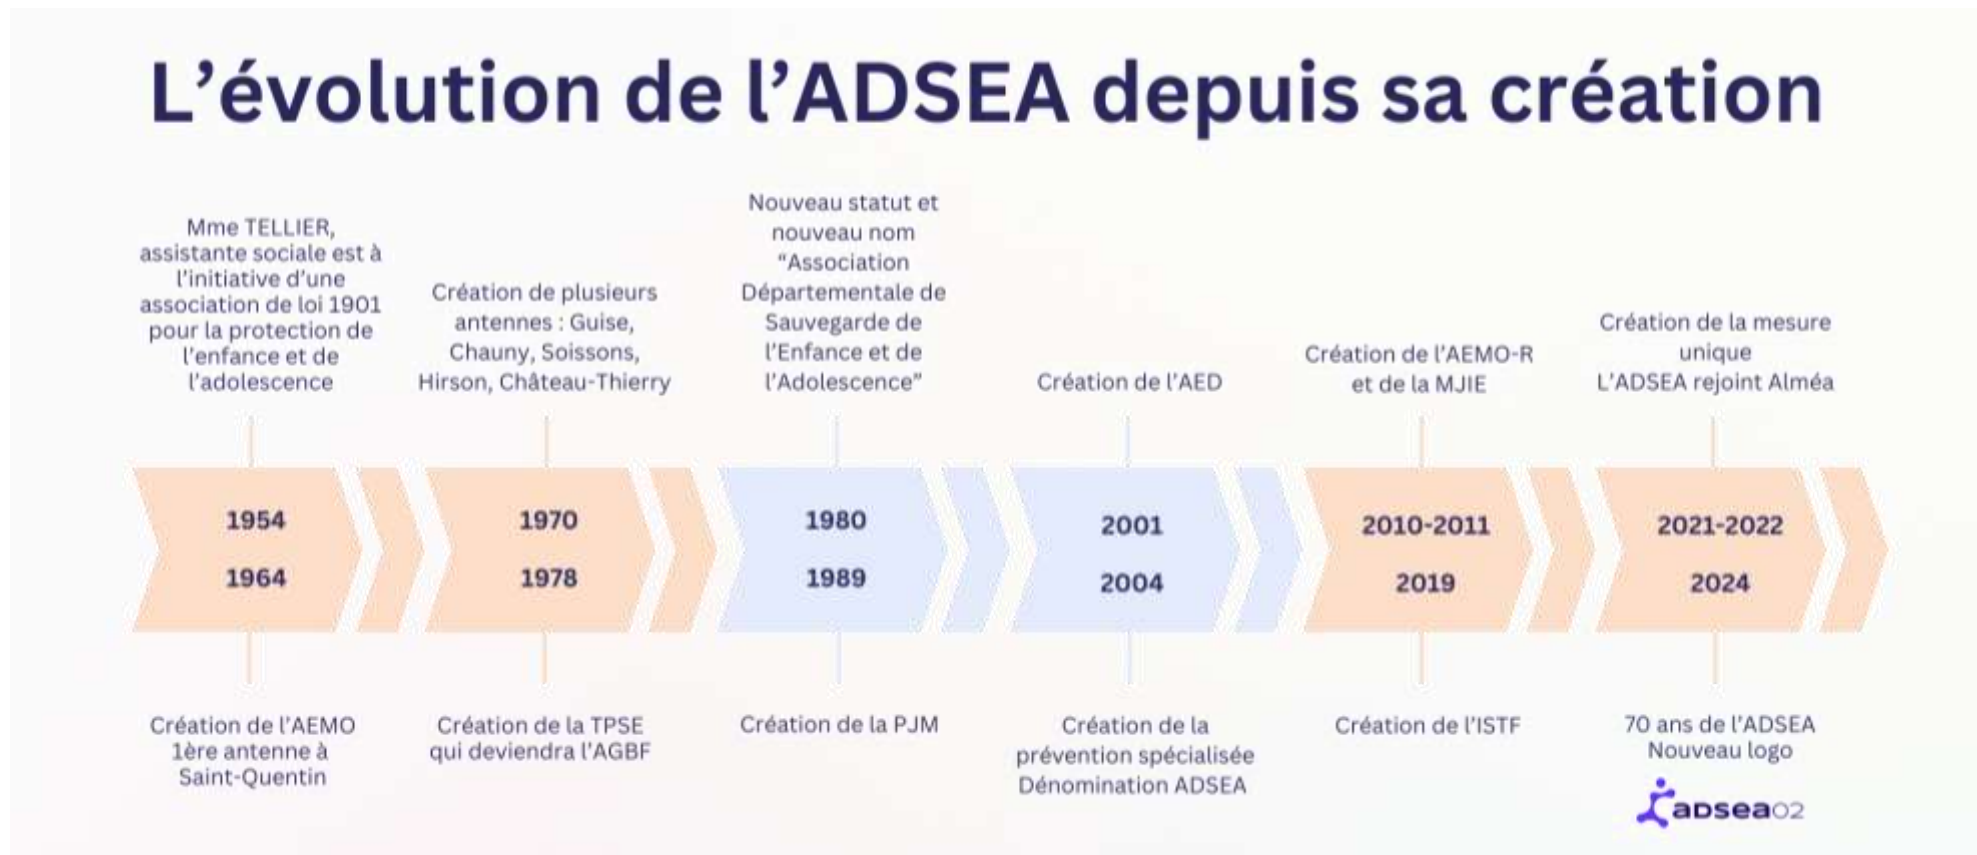 L’évolution de l’ADSEA depuis sa création
Mme TELLIER,
assistante sociale est à
l’initiative d’une
association de loi 1901
pour la protection de
l’enfance et de
l’adolescence
Création de plusieurs
antennes : Guise,
Chauny, Soissons,
Hirson, Château-Thierry
Nouveau statut et
nouveau nom
“Association
Départementale de
Sauvegarde de
l’Enfance et de
l’Adolescence”
Création de l’AED
Création de l’AEMO-R
et de la MJIE
Création de la mesure
unique
L’ADSEA rejoint Alméa
1954
1964
1970
1978
1980
1989
2001
2004
2010-2011
2019
2021-2022
2024
Création de l’AEMO
1ère antenne à
Saint-Quentin
Création de la TPSE
qui deviendra l’AGBF
Création de la PJM
Création de la
prévention spécialisée
Dénomination ADSEA
Création de l’ISTF
70 ans de l’ADSEA
Nouveau logo
adsea02